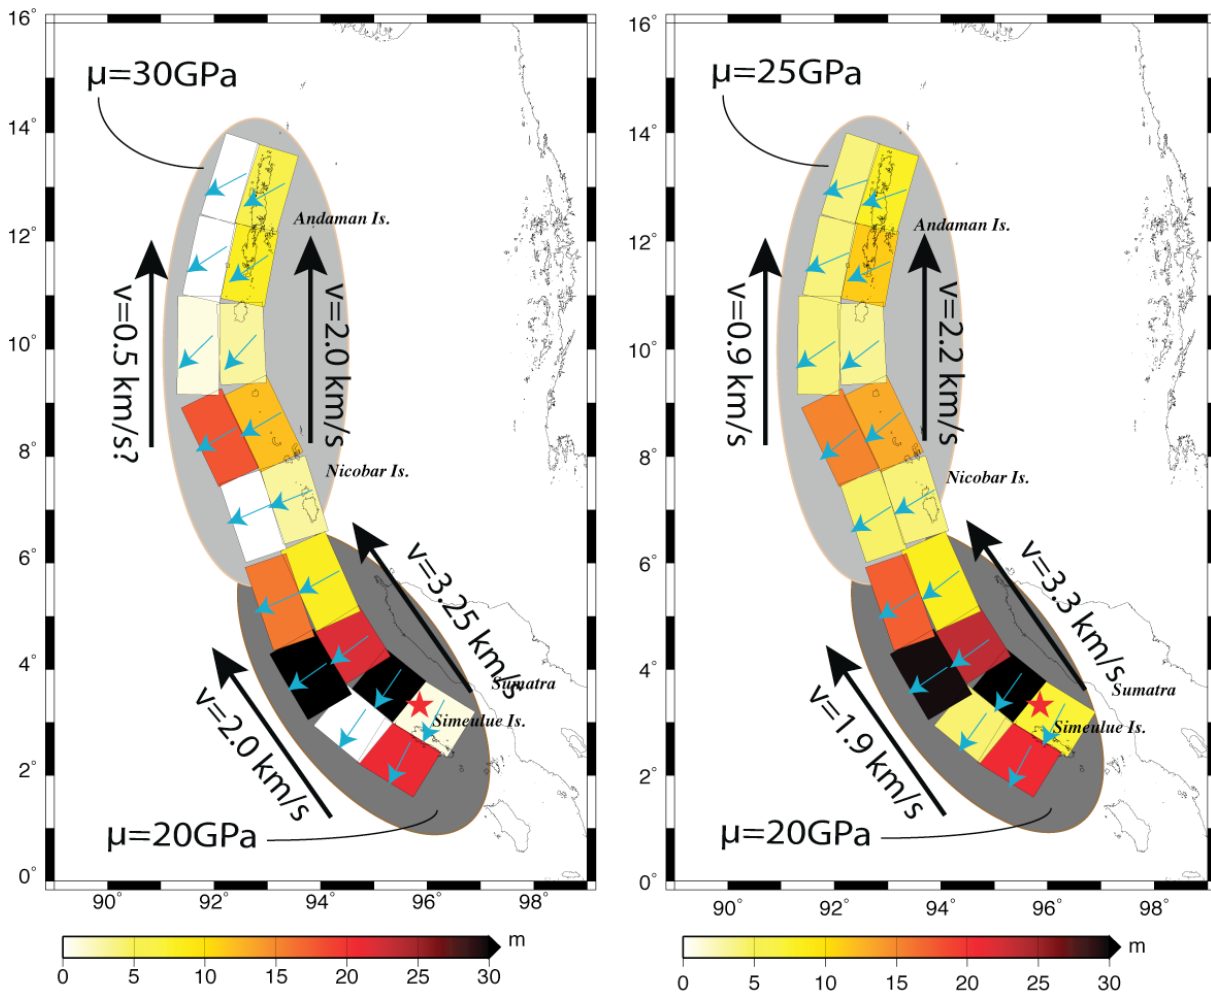 16°
14°
12°
10°
8°
6°
4°
2°
0°
90°
92°
94°
96°
98°
μ=30GPa
Andaman Is.
v=0.5 km/s?
v=2.0 km/s
Nicobar Is.
v=3.25 km/s
Sumatra
Simeulue Is.
v=2.0 km/s
μ=20GPa
0
5
10
15
20
25
30
m
16°
14°
12°
10°
8°
6°
4°
2°
0°
90°
92°
94°
96°
98°
μ=25GPa
Andaman Is.
v=0.9 km/s
v=2.2 km/s
Nicobar Is.
v=3.3 km/s
Sumatra
Simeulue Is.
v=1.9 km/s
μ=20GPa
0
5
10
15
20
25
30
m